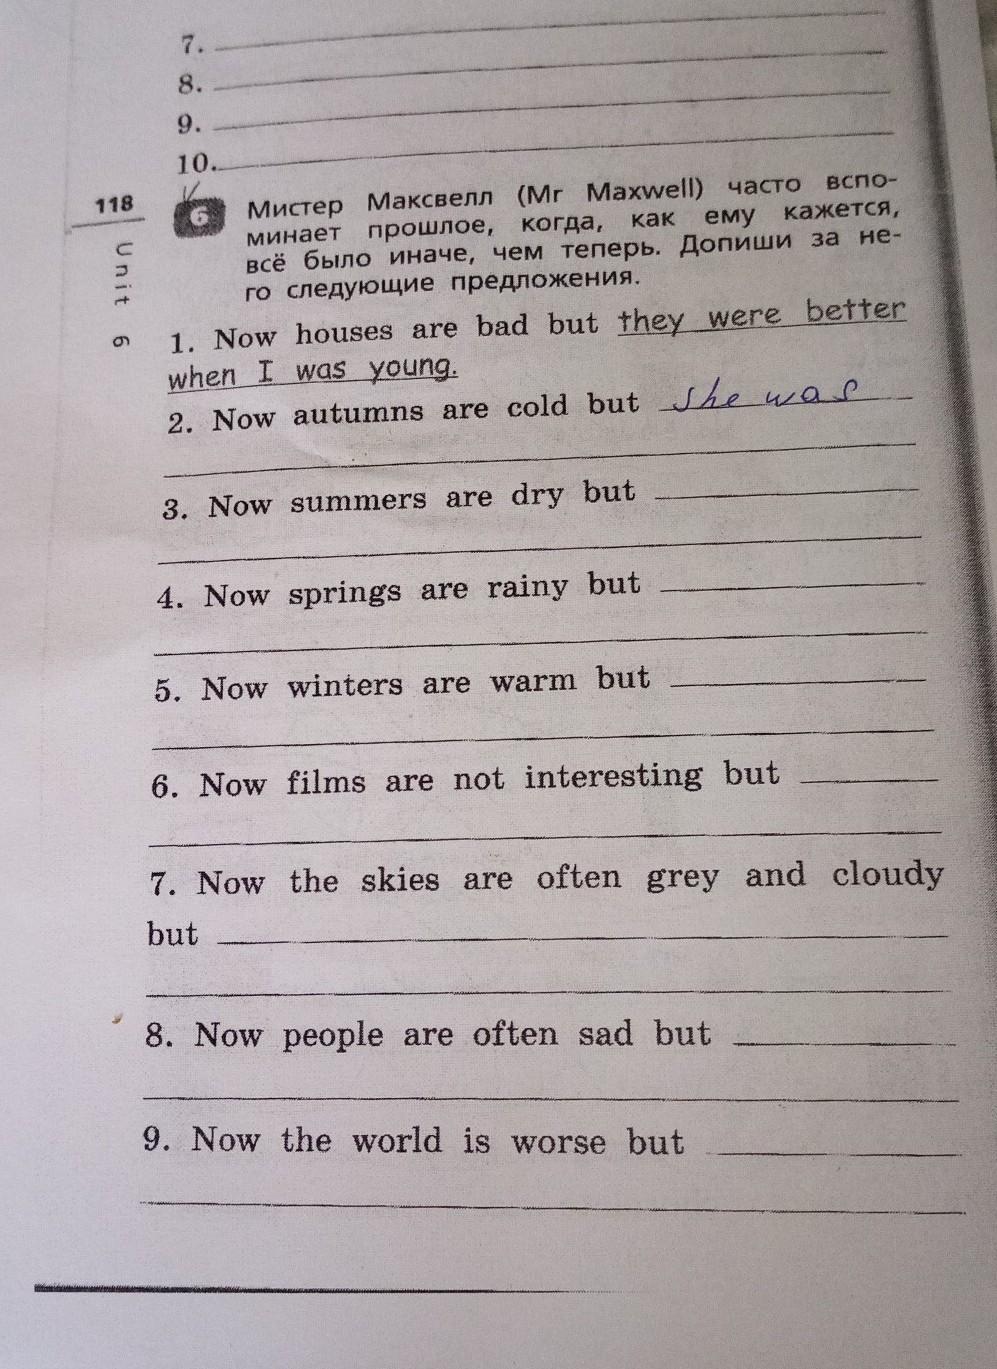 7.
8.
9.
10.
118
Unit 6
6 Мистер Максвелл (Mr Maxwell) часто вспо-
минает прошлое, когда, как ему кажется,
всё было иначе, чем теперь. Допиши за не-
го следующие предложения.
1. Now houses are bad but they were better
when I was young.
2. Now autumns are cold but she was
3. Now summers are dry but
4. Now springs are rainy but
5. Now winters are warm but
6. Now films are not interesting but
7. Now the skies are often grey and cloudy
but
8. Now people are often sad but
9. Now the world is worse but